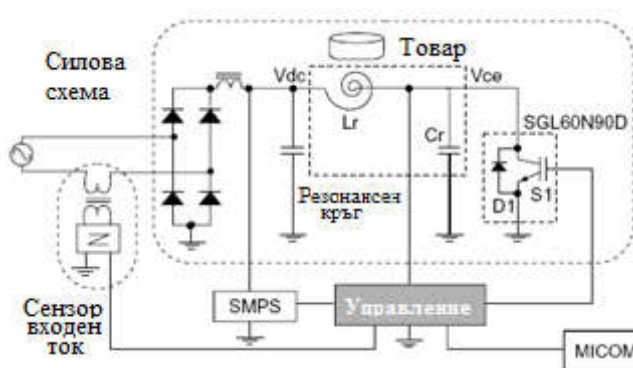 Силова
схема
Товар
Vdc
Vce
Lr
Cr
SGL60N90D
D1
S1
Резонансен
кръг
Сензор
входен
ток
SMPS
Управление
MICOM